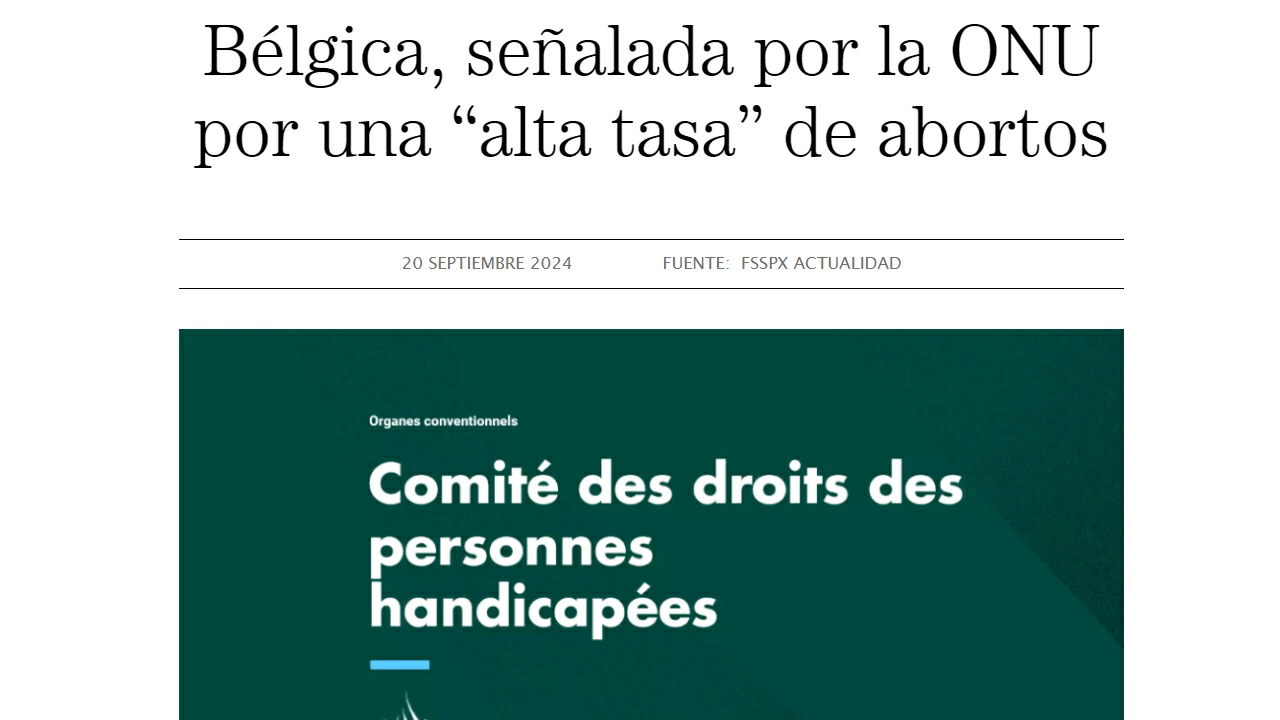 Bélgica, señalada por la ONU
por una “alta tasa” de abortos
20 SEPTIEMBRE 2024 FUENTE: FSSPX ACTUALIDAD
Organes conventionnels
Comité des droits des
personnes
handicapées